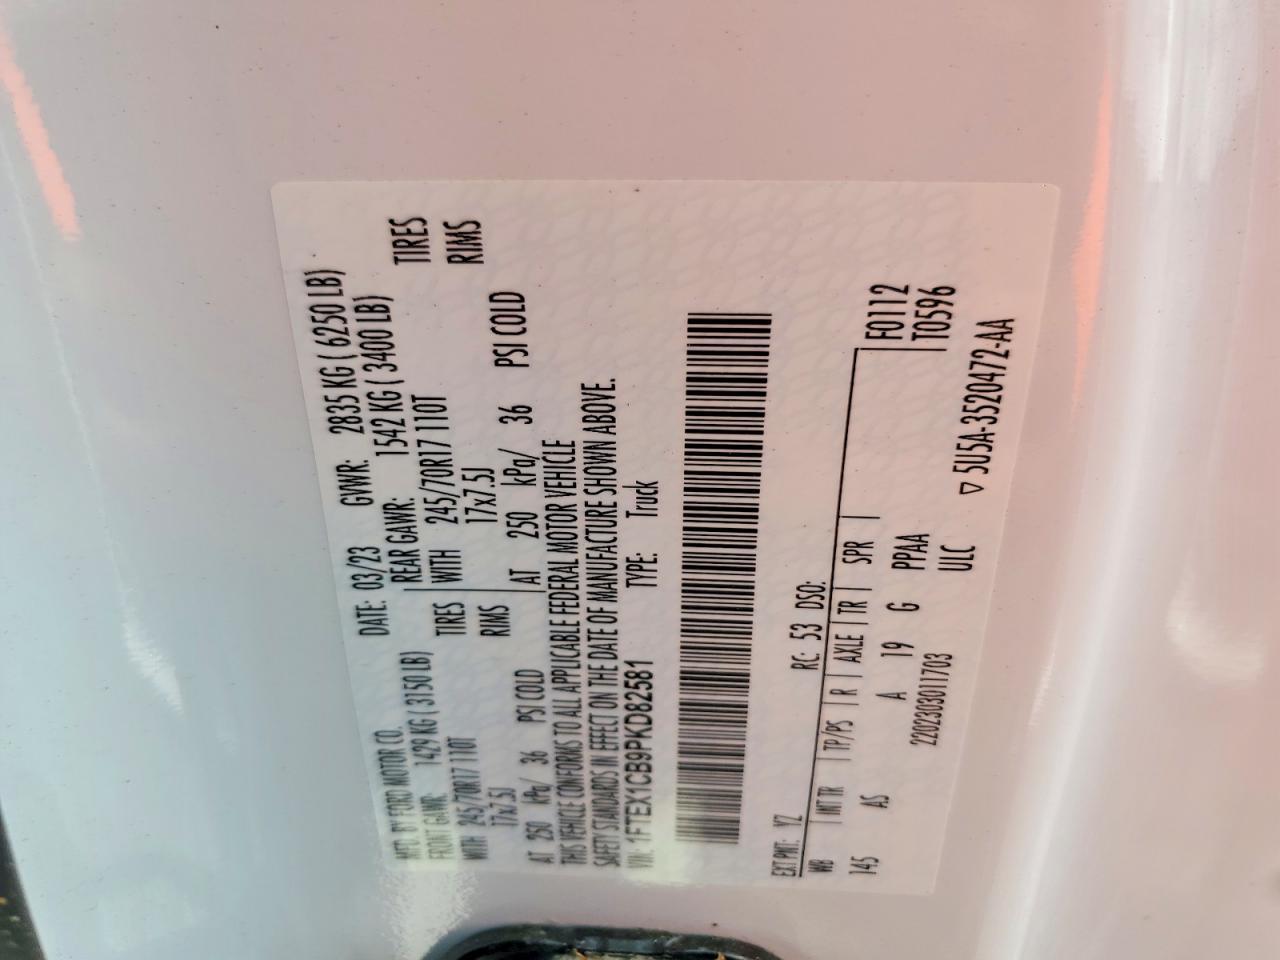 MFD. BY FORD MOTOR CO.
DATE: 03/23 GVWR: 2835 KG ( 6250 LB)
FRONT GAWR: 1429 KG ( 3150 LB) REAR GAWR: 1542 KG ( 3400 LB)
WITH 245/70R17 110T TIRES WITH 245/70R17 110T TIRES
17x7.5J RIMS 17x7.5J RIMS
AT 250 kPa/ 36 PSI COLD AT 250 kPa/ 36 PSI COLD
THIS VEHICLE CONFORMS TO ALL APPLICABLE FEDERAL MOTOR VEHICLE
SAFETY STANDARDS IN EFFECT ON THE DATE OF MANUFACTURE SHOWN ABOVE.
VIN: 1FTEX1CB9PKD82581 TYPE: Truck
EXT PNT: YZ RC: 53 DSO:
WB INT TR TP/PS R AXLE TR SPR F0112
145 AS A 19 G PPAA T0596
2202303011703 ULC
▽ 5U5A-3520472-AA